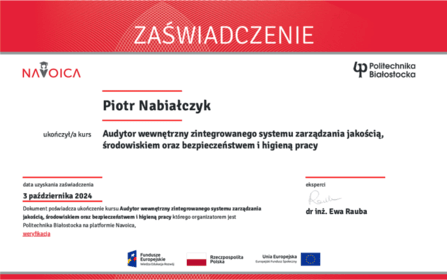 ZAŚWIADCZENIE
NAVOICA
Politechnika
Białostocka
Piotr Nabiałczyk
ukończył/a kurs
Audytor wewnętrzny zintegrowanego systemu zarządzania jakością,
środowiskiem oraz bezpieczeństwem i higieną pracy
data uzyskania zaświadczenia
3 października 2024
Dokument poświadcza ukończenie kursu Audytor wewnętrzny zintegrowanego systemu zarządzania
jakością, środowiskiem oraz bezpieczeństwem i higieną pracy którego organizatorem jest
Politechnika Białostocka na platformie Navoica,
weryfikacja
eksperci
dr inż. Ewa Rauba
Fundusze
Europejskie
Wiedza Edukacja Rozwój
Rzeczpospolita
Polska
Unia Europejska
Europejski Fundusz Społeczny